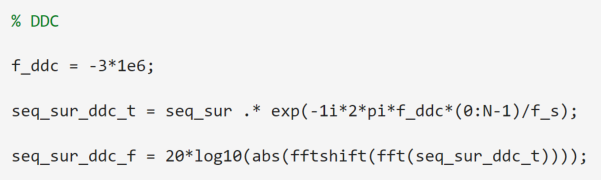 % DDC
f_ddc = -3*1e6;
seq_sur_ddc_t = seq_sur .* exp(-1i*2*pi*f_ddc*(0:N-1)/f_s);
seq_sur_ddc_f = 20*log10(abs(fftshift(fft(seq_sur_ddc_t))));